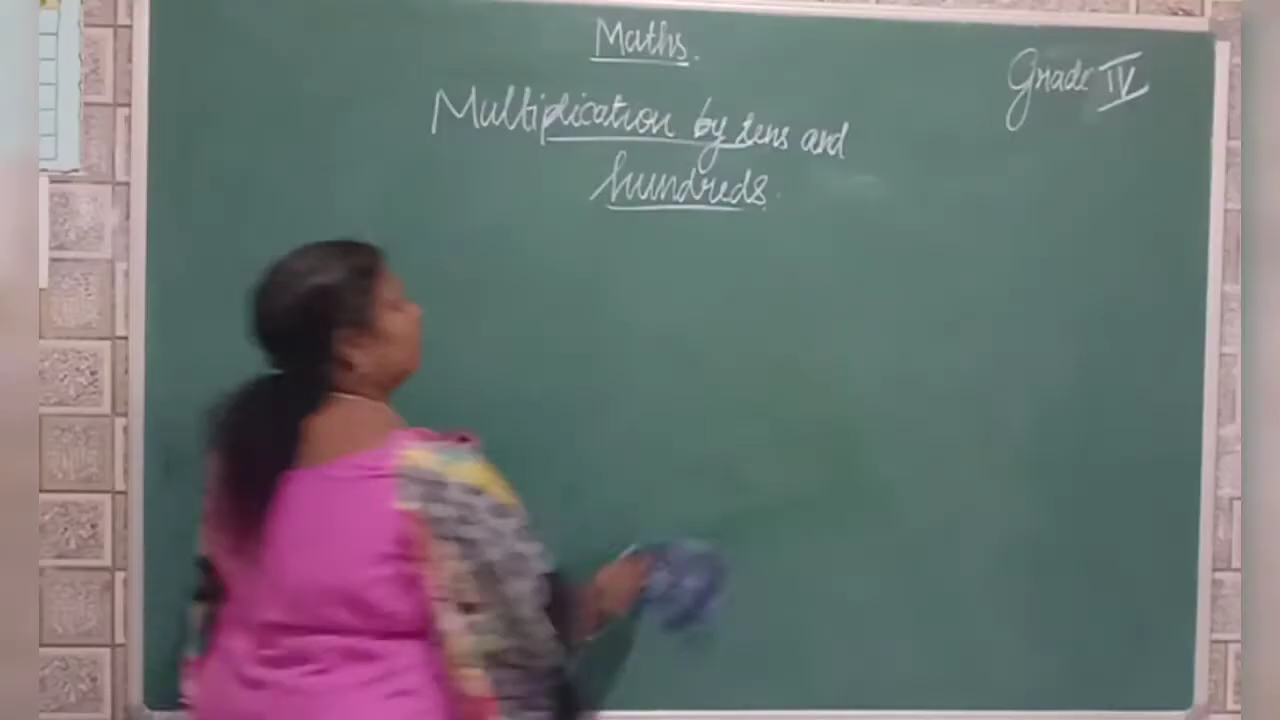 Maths.
Grade IV
Multiplication by tens and
hundreds.